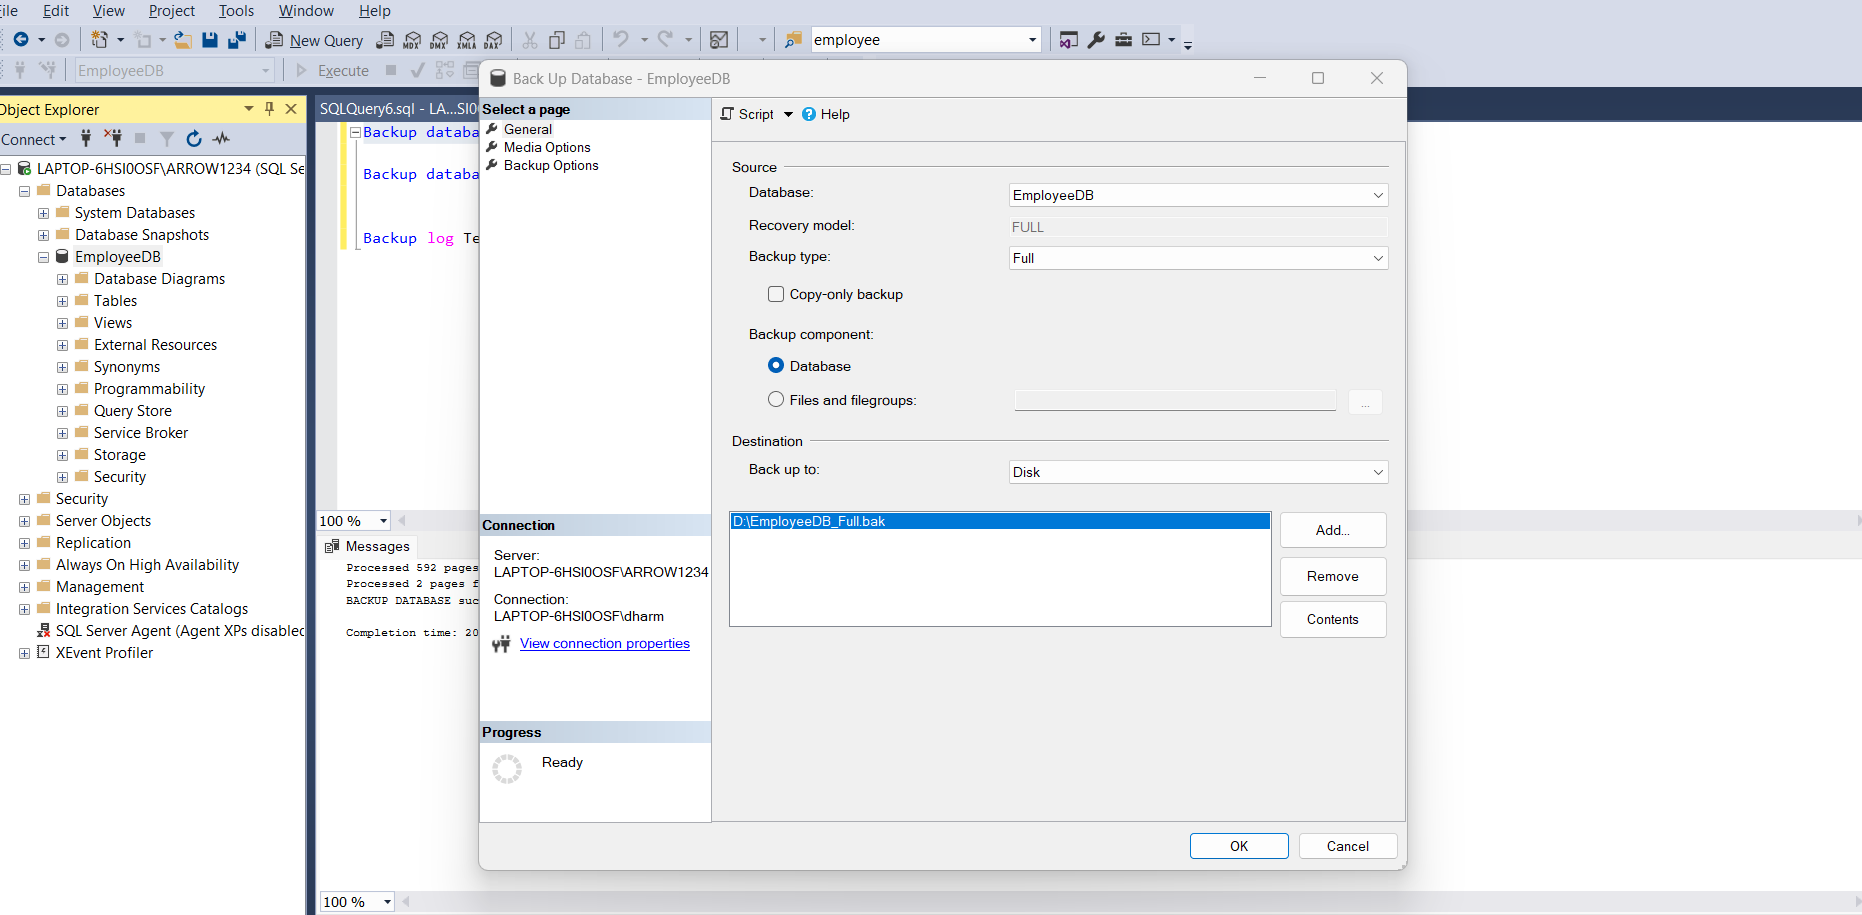 ile Edit View Project Tools Window Help
New Query MDX DMX XMLA DAX employee
EmployeeDB Execute
Object Explorer
Connect
LAPTOP-6HSI0OSF\ARROW1234 (SQL Se
Databases
System Databases
Database Snapshots
EmployeeDB
Database Diagrams
Tables
Views
External Resources
Synonyms
Programmability
Query Store
Service Broker
Storage
Security
Security
Server Objects
Replication
Always On High Availability
Management
Integration Services Catalogs
SQL Server Agent (Agent XPs disablec
XEvent Profiler
SQLQuery6.sql - LA...SI0
Backup databa
Backup databa
Backup log Te
100 %
Messages
Processed 592 pages
Processed 2 pages f
BACKUP DATABASE suc
Completion time: 20
100 %
Back Up Database - EmployeeDB
Select a page
General
Media Options
Backup Options
Connection
Server:
LAPTOP-6HSI0OSF\ARROW1234
Connection:
LAPTOP-6HSI0OSF\dharm
View connection properties
Progress
Ready
Script Help
Source
Database: EmployeeDB
Recovery model: FULL
Backup type: Full
Copy-only backup
Backup component:
Database
Files and filegroups: ...
Destination
Back up to: Disk
D:\EmployeeDB_Full.bak
Add...
Remove
Contents
OK Cancel